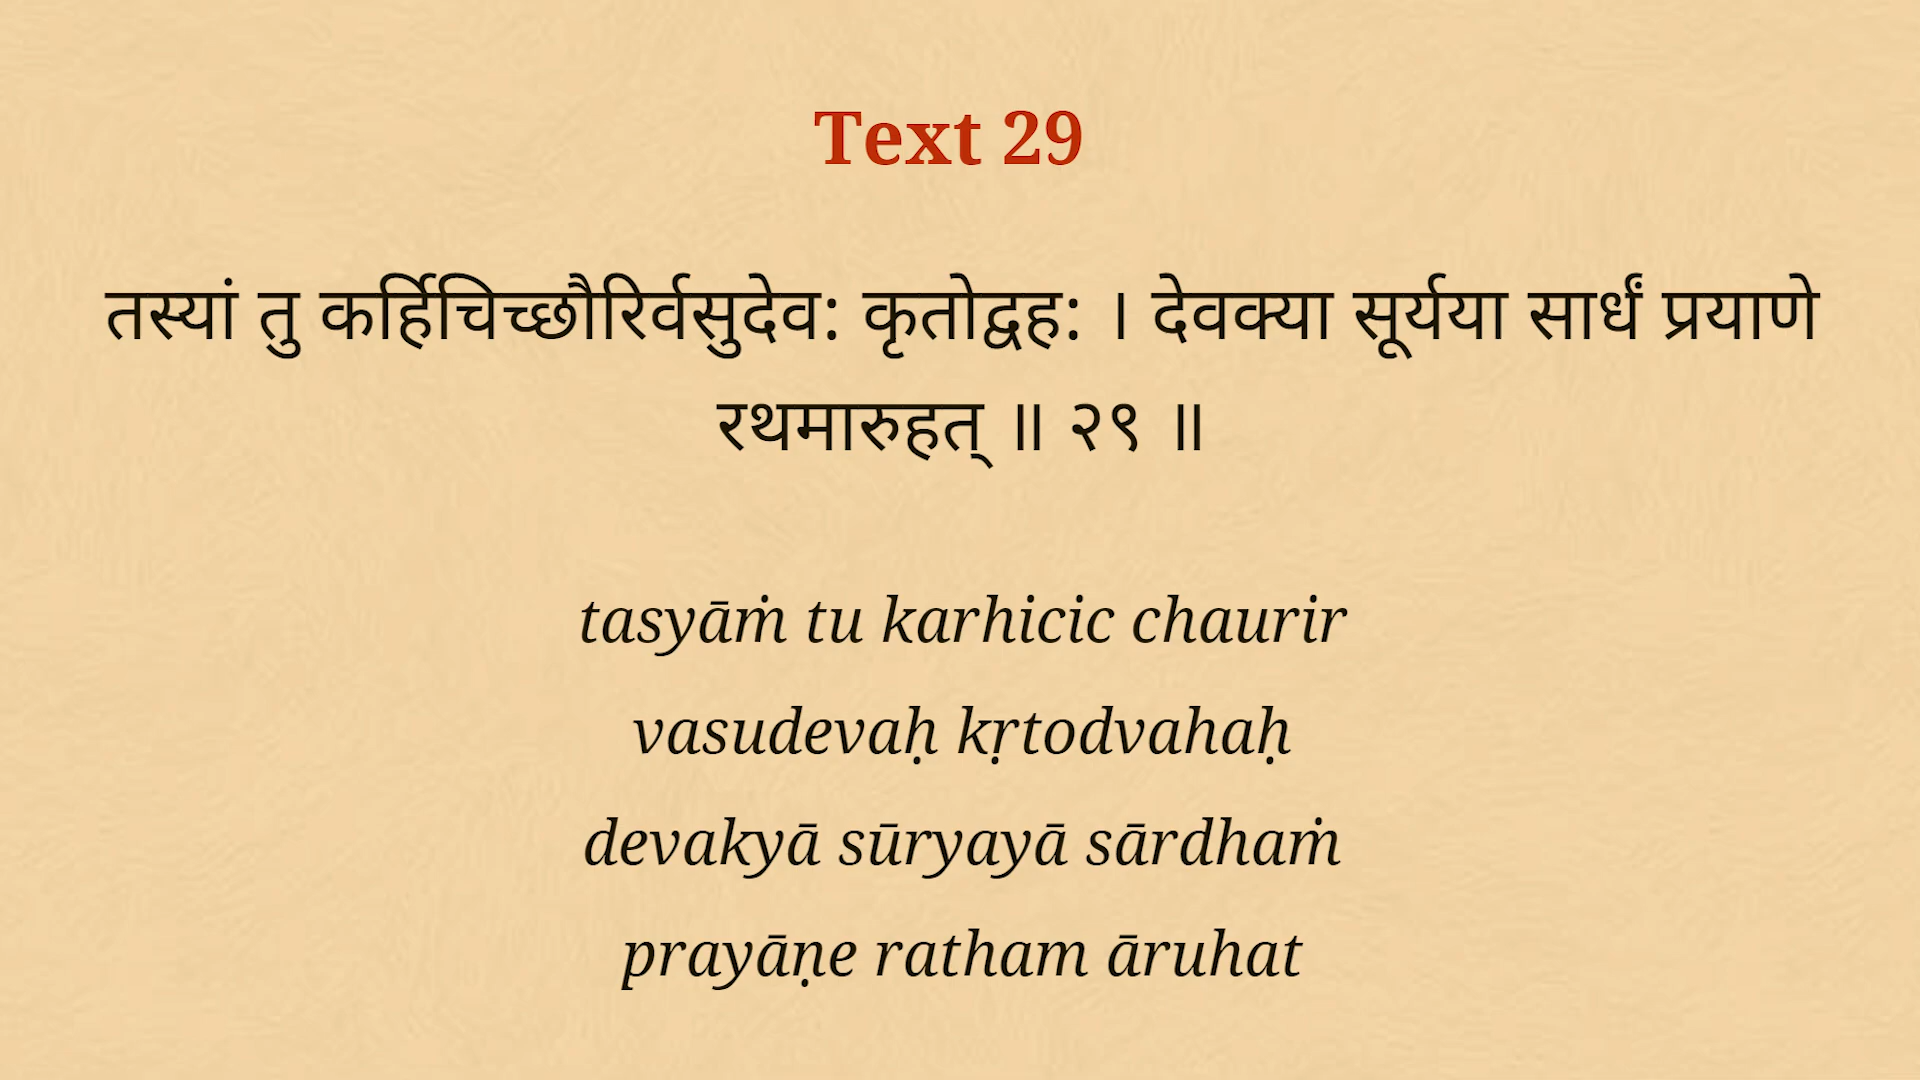 Text 29
तस्यां तु कर्हिचिच्छौरिर्वसुदेव: कृतोद्वह: । देवक्या सूर्यया सार्धं प्रयाणे
रथमारुहत् ॥ २९ ॥
tasyāṁ tu karhicic chaurir
vasudevaḥ kṛtodvahaḥ
devakyā sūryayā sārdhaṁ
prayāṇe ratham āruhat